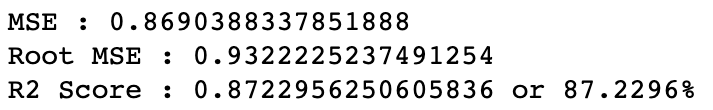 MSE : 0.8690388337851888
Root MSE : 0.9322225237491254
R2 Score : 0.8722956250605836 or 87.2296%